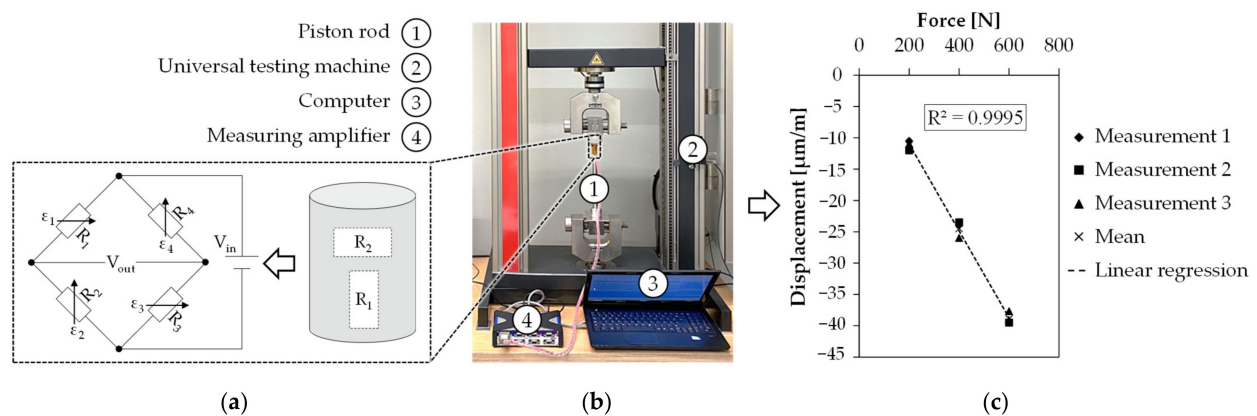 Piston rod 1
Universal testing machine 2
Computer 3
Measuring amplifier 4
ε1
R1
R4
ε4
Vin
Vout
R2
ε2
ε3
R3
R2
R1
(a)
2
1
3
4
(b)
Force [N]
0 200 400 600 800
Displacement [µm/m]
0
−5
−10
−15
−20
−25
−30
−35
−40
−45
R² = 0.9995
Measurement 1
Measurement 2
Measurement 3
Mean
Linear regression
(c)